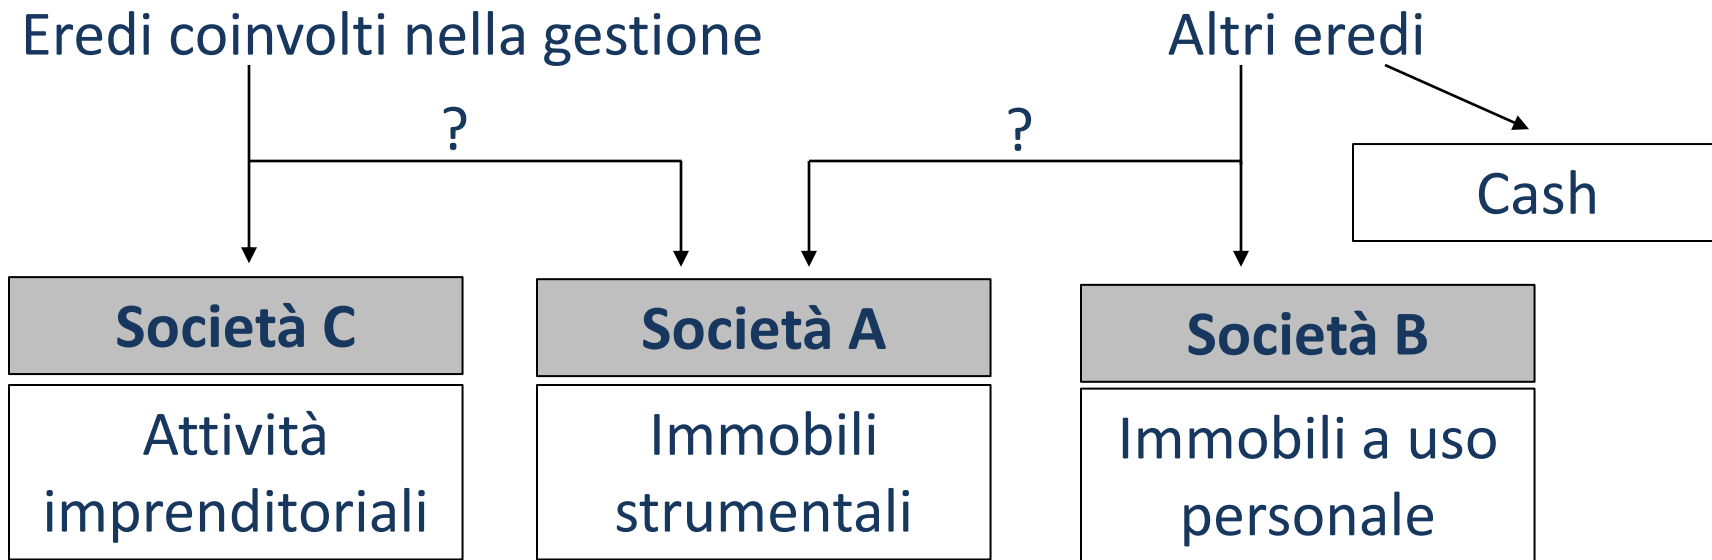 Eredi coinvolti nella gestione
Altri eredi
?
?
Cash
Società C
Società A
Società B
Attività
imprenditoriali
Immobili
strumentali
Immobili a uso
personale